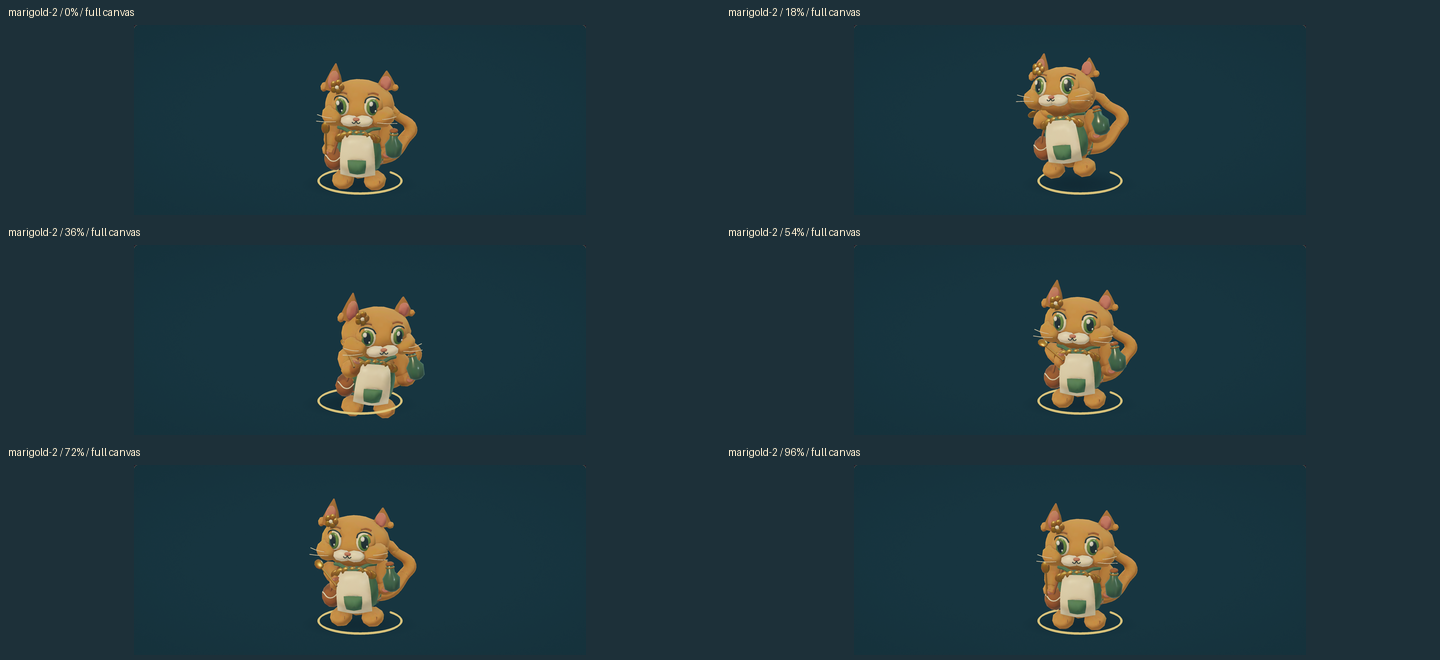 marigold-2 / 0% / full canvas
marigold-2 / 18% / full canvas
marigold-2 / 36% / full canvas
marigold-2 / 54% / full canvas
marigold-2 / 72% / full canvas
marigold-2 / 96% / full canvas